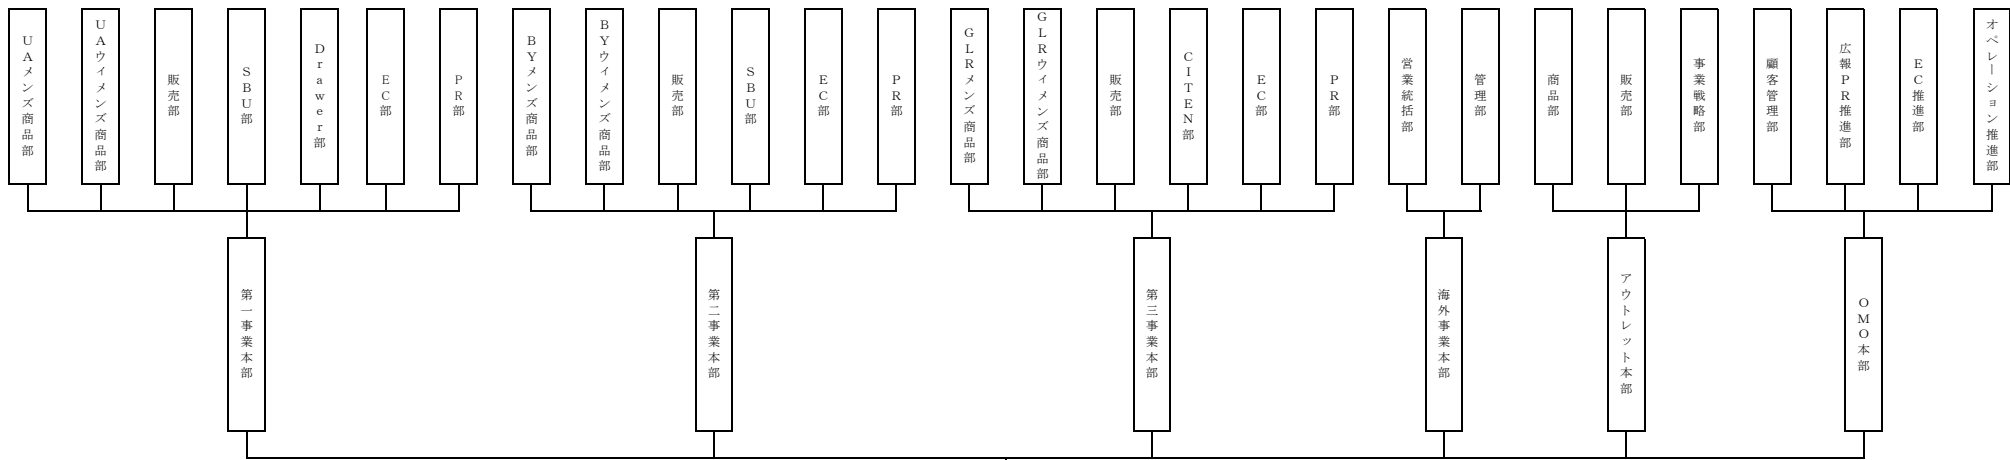 UAメンズ商品部
UAウィメンズ商品部
販売部
SBU部
Drawer部
EC部
PR部
BYメンズ商品部
BYウィメンズ商品部
販売部
SBU部
EC部
PR部
GLRメンズ商品部
GLRウィメンズ商品部
販売部
CITEN部
EC部
PR部
営業統括部
管理部
商品部
販売部
事業戦略部
顧客管理部
広報PR推進部
EC推進部
オペレーション推進部
第一事業本部
第二事業本部
第三事業本部
海外事業本部
アウトレット本部
OMO本部